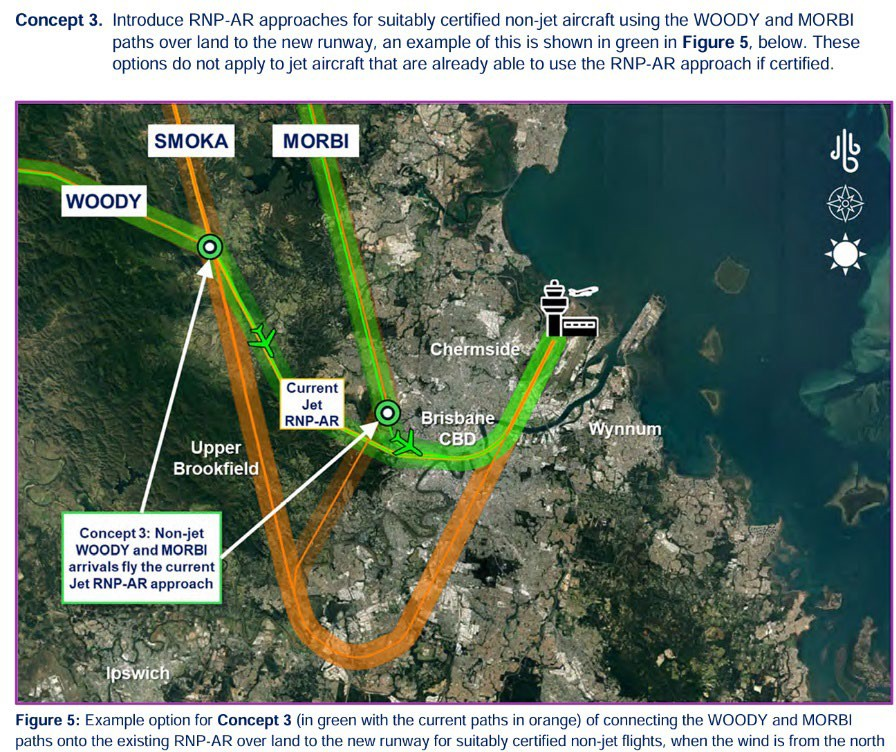 Concept 3. Introduce RNP-AR approaches for suitably certified non-jet aircraft using the WOODY and MORBI
paths over land to the new runway, an example of this is shown in green in Figure 5, below. These
options do not apply to jet aircraft that are already able to use the RNP-AR approach if certified.
SMOKA
MORBI
WOODY
Chermside
Current
Jet
RNP-AR
Brisbane
CBD
Wynnum
Upper
Brookfield
Concept 3: Non-jet
WOODY and MORBI
arrivals fly the current
Jet RNP-AR approach
Ipswich
Figure 5: Example option for Concept 3 (in green with the current paths in orange) of connecting the WOODY and MORBI
paths onto the existing RNP-AR over land to the new runway for suitably certified non-jet flights, when the wind is from the north